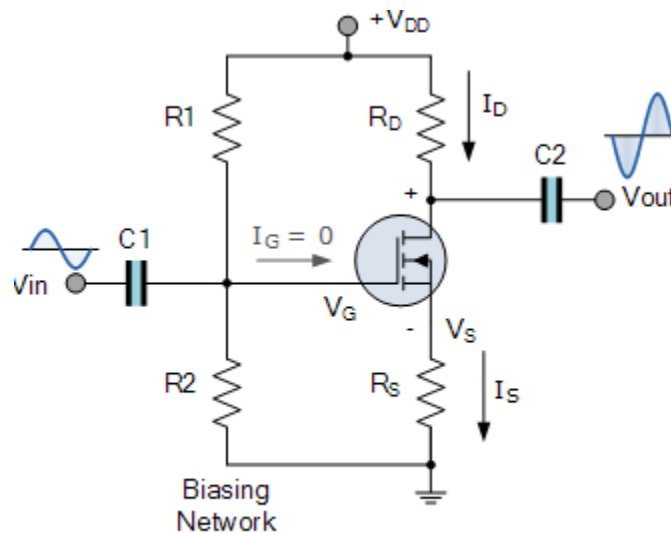 +VDD
R1
RD
ID
C2
Vout
+
C1
IG = 0
Vin
VG
-
VS
R2
RS
IS
Biasing
Network